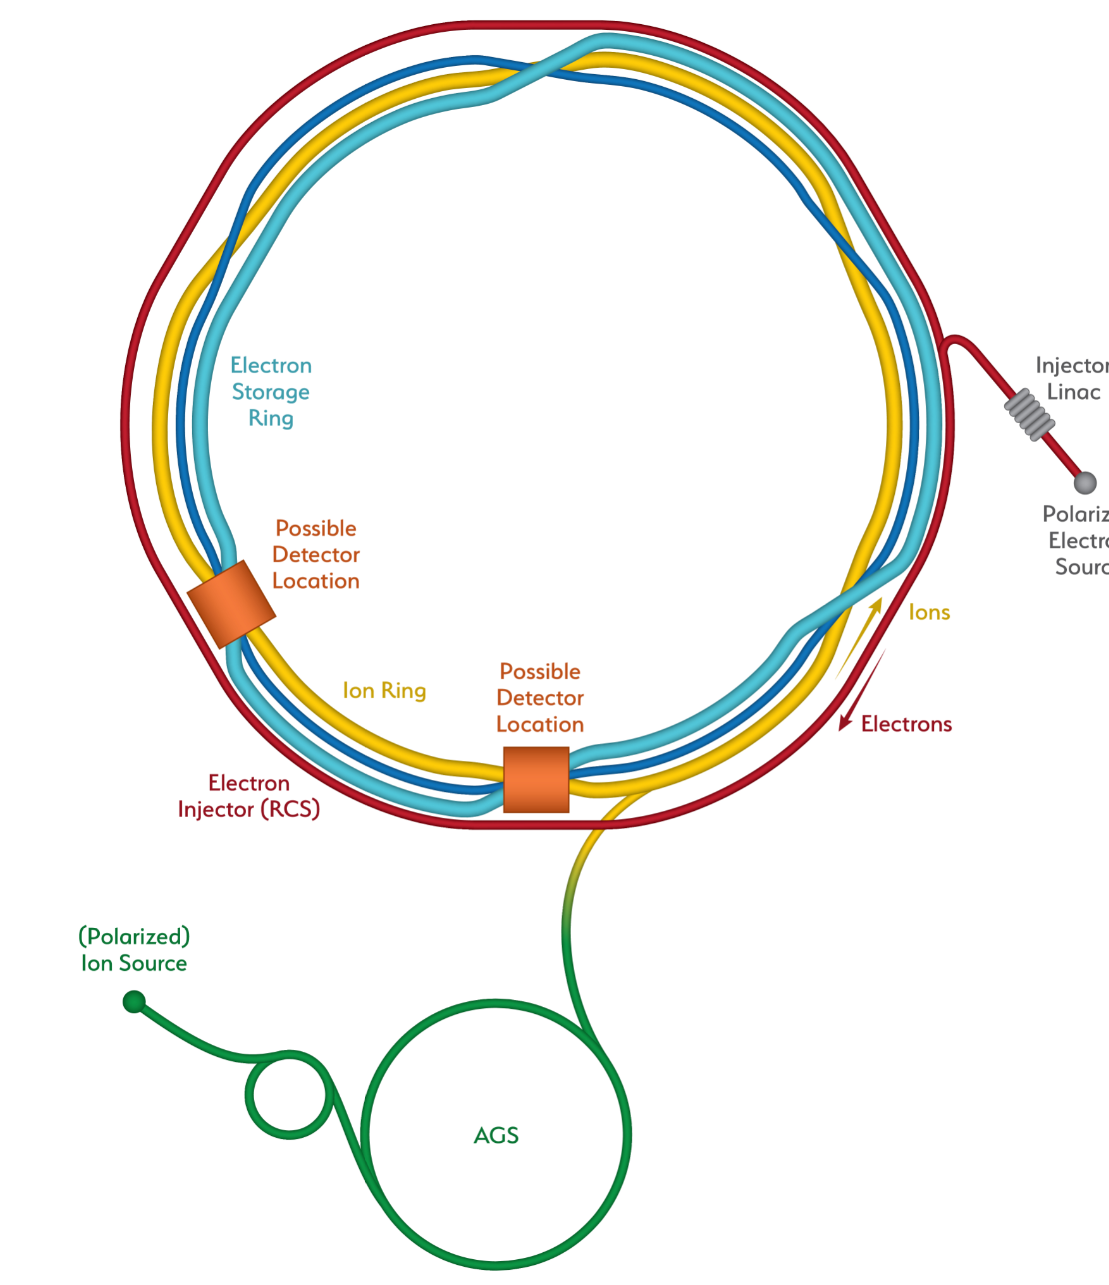 Electron
Storage
Ring
Injector
Linac
Possible
Detector
Location
Ions
Possible
Detector
Location
Ion Ring
Electrons
Electron
Injector (RCS)
(Polarized)
Ion Source
AGS